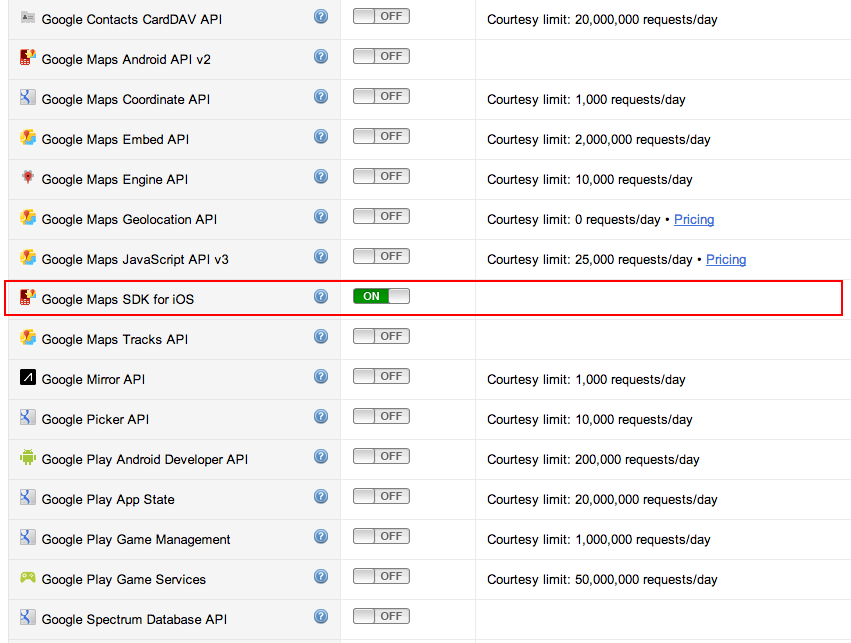 Google Contacts CardDAV API ? OFF Courtesy limit: 20,000,000 requests/day
Google Maps Android API v2 ? OFF
Google Maps Coordinate API ? OFF Courtesy limit: 1,000 requests/day
Google Maps Embed API ? OFF Courtesy limit: 2,000,000 requests/day
Google Maps Engine API ? OFF Courtesy limit: 10,000 requests/day
Google Maps Geolocation API ? OFF Courtesy limit: 0 requests/day • Pricing
Google Maps JavaScript API v3 ? OFF Courtesy limit: 25,000 requests/day • Pricing
Google Maps SDK for iOS ? ON
Google Maps Tracks API ? OFF
Google Mirror API ? OFF Courtesy limit: 1,000 requests/day
Google Picker API ? OFF Courtesy limit: 10,000 requests/day
Google Play Android Developer API ? OFF Courtesy limit: 200,000 requests/day
Google Play App State ? OFF Courtesy limit: 20,000,000 requests/day
Google Play Game Management ? OFF Courtesy limit: 1,000,000 requests/day
Google Play Game Services ? OFF Courtesy limit: 50,000,000 requests/day
Google Spectrum Database API ? OFF